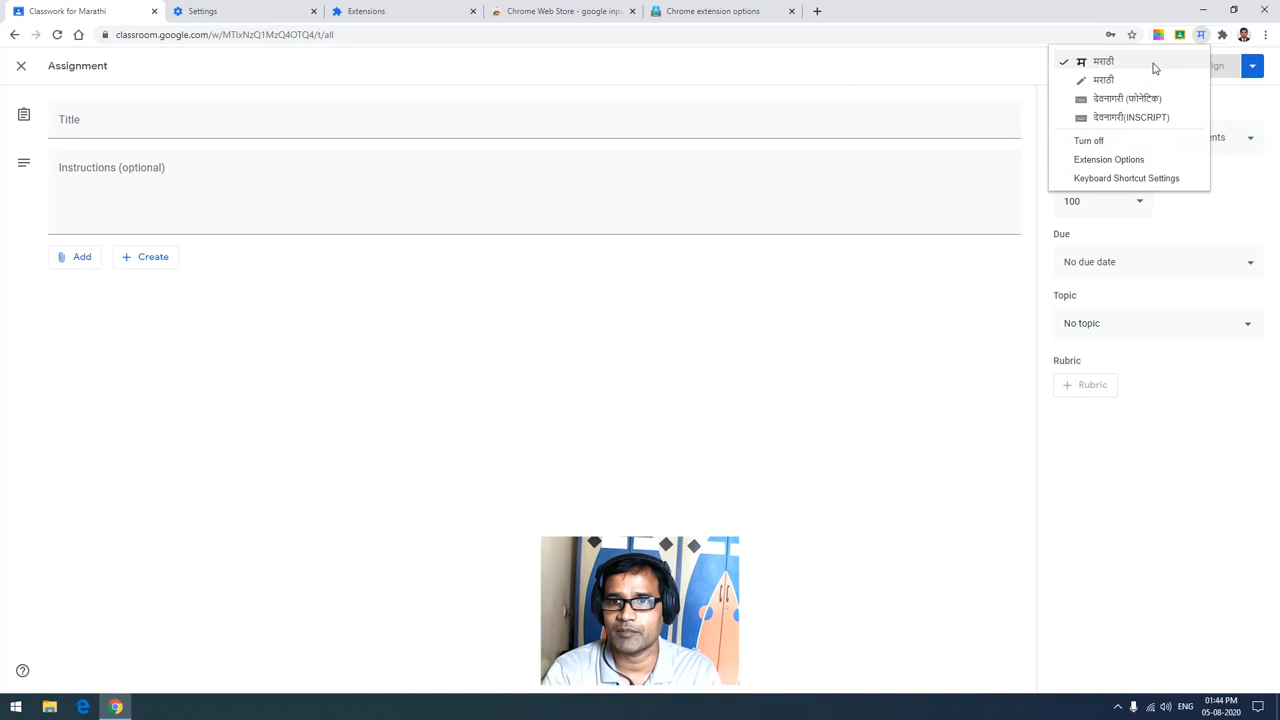 Classwork for Marathi
Settings
Extensions
Chrome Web Store - google inpu
Chrome extension options
classroom.google.com/w/MTIxNzQ1MzQ4OTQ4/t/all
Assignment
म मराठी
मराठी
देवनागरी (फोनेटिक)
देवनागरी(INSCRIPT)
Turn off
Extension Options
Keyboard Shortcut Settings
ign
ents
Title
Instructions (optional)
Add
Create
100
Due
No due date
Topic
No topic
Rubric
Rubric
ENG
01:44 PM
05-08-2020